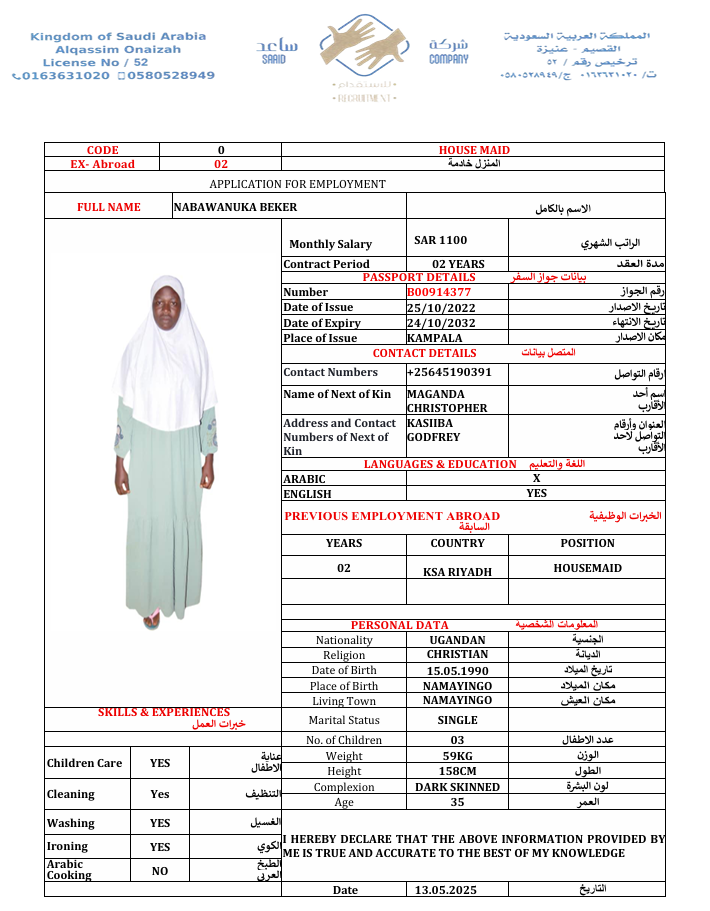 Kingdom of Saudi Arabia
Alqassim Onaizah
License No / 52
0163631020 0580528949
ساعد
SAAID
شركة
COMPANY
للاستقدام
RECRUITMENT
المملكة العربية السعودية
القصيم - عنيزة
ترخيص رقم / ٥٢
ت/ ٠١٦٣٦٣١٠٢٠ ج/ ٠٥٨٠٥٢٨٩٤٩
CODE 0 HOUSE MAID
EX- Abroad 02 المنزل خادمة
APPLICATION FOR EMPLOYMENT
FULL NAME NABAWANUKA BEKER الاسم بالكامل
Monthly Salary SAR 1100 الراتب الشهري
Contract Period 02 YEARS مدة العقد
PASSPORT DETAILS بيانات جواز السفر
Number B00914377 رقم الجواز
Date of Issue 25/10/2022 تاريخ الاصدار
Date of Expiry 24/10/2032 تاريخ الانتهاء
Place of Issue KAMPALA مكان الاصدار
CONTACT DETAILS المتصل بيانات
Contact Numbers +25645190391 ارقام التواصل
Name of Next of Kin MAGANDA CHRISTOPHER اسم أحد الأقارب
Address and Contact Numbers of Next of Kin KASIIBA GODFREY العنوان وأرقام التواصل لاحد الأقارب
LANGUAGES & EDUCATION اللغة والتعليم
ARABIC X
ENGLISH YES
PREVIOUS EMPLOYMENT ABROAD الخبرات الوظيفية السابقة
YEARS COUNTRY POSITION
02 KSA RIYADH HOUSEMAID
PERSONAL DATA المعلومات الشخصية
Nationality UGANDAN الجنسية
Religion CHRISTIAN الديانة
Date of Birth 15.05.1990 تاريخ الميلاد
Place of Birth NAMAYINGO مكان الميلاد
Living Town NAMAYINGO مكان العيش
Marital Status SINGLE
No. of Children 03 عدد الاطفال
Weight 59KG الوزن
Height 158CM الطول
Complexion DARK SKINNED لون البشرة
Age 35 العمر
SKILLS & EXPERIENCES
خبرات العمل
Children Care YES عناية الاطفال
Cleaning Yes التنظيف
Washing YES الغسيل
Ironing YES الكوي
Arabic Cooking NO الطبخ العربي
I HEREBY DECLARE THAT THE ABOVE INFORMATION PROVIDED BY
ME IS TRUE AND ACCURATE TO THE BEST OF MY KNOWLEDGE
Date 13.05.2025 التاريخ